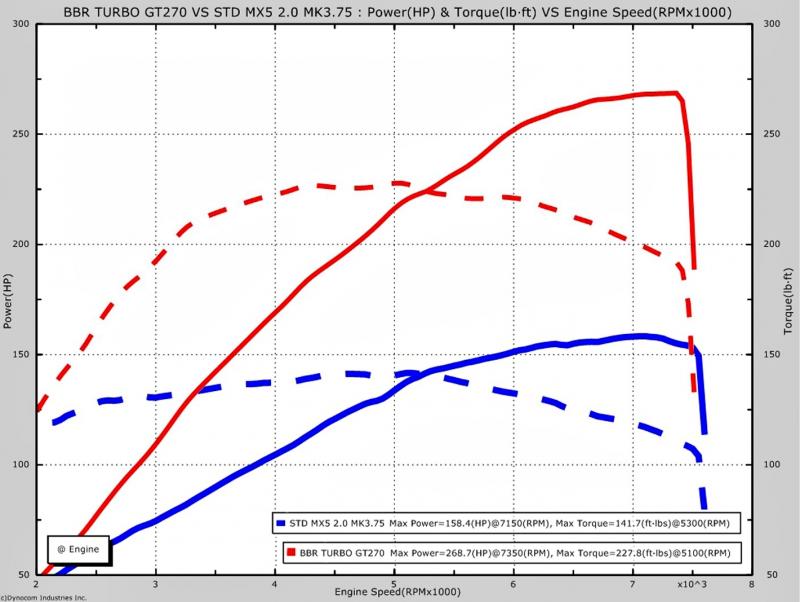 BBR TURBO GT270 VS STD MX5 2.0 MK3.75 : Power(HP) & Torque(lb·ft) VS Engine Speed(RPMx1000)
300
300
250
250
200
200
Power(HP)
Torque(lb·ft)
150
150
100
100
STD MX5 2.0 MK3.75 Max Power=158.4(HP)@7150(RPM), Max Torque=141.7(ft-lbs)@5300(RPM)
@ Engine
BBR TURBO GT270 Max Power=268.7(HP)@7350(RPM), Max Torque=227.8(ft-lbs)@5100(RPM)
50
50
2 3 4 5 6 7 x10^3 8
Engine Speed(RPMx1000)
(c)Dynocom Industries Inc.